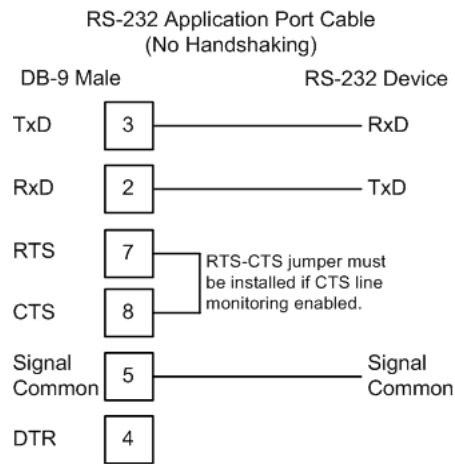 RS-232 Application Port Cable
(No Handshaking)
DB-9 Male RS-232 Device
TxD 3 RxD
RxD 2 TxD
RTS 7
RTS-CTS jumper must
be installed if CTS line
monitoring enabled.
CTS 8
Signal
Common 5 Signal
Common
DTR 4